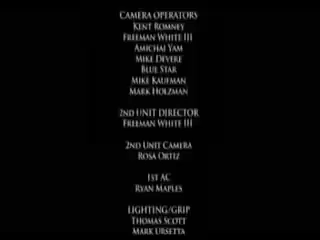 CAMERA OPERATORS
KENT ROMNEY
FREEMAN WHITE III
AMICHAI YAM
MIKE DEVERE
BLUE STAR
MIKE KAUFMAN
MARK HOLZMAN
2ND UNIT DIRECTOR
FREEMAN WHITE III
2ND UNIT CAMERA
ROSA ORTIZ
1ST AC
RYAN MAPLES
LIGHTING/GRIP
THOMAS SCOTT
MARK URSETTA